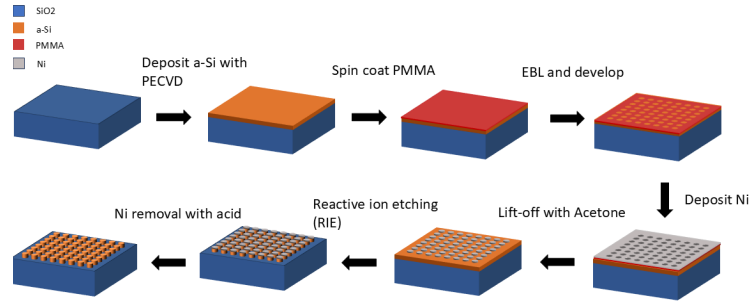 SiO2
a-Si
PMMA
Ni
Deposit a-Si with
PECVD
Spin coat PMMA
EBL and develop
Deposit Ni
Lift-off with Acetone
Reactive ion etching
(RIE)
Ni removal with acid